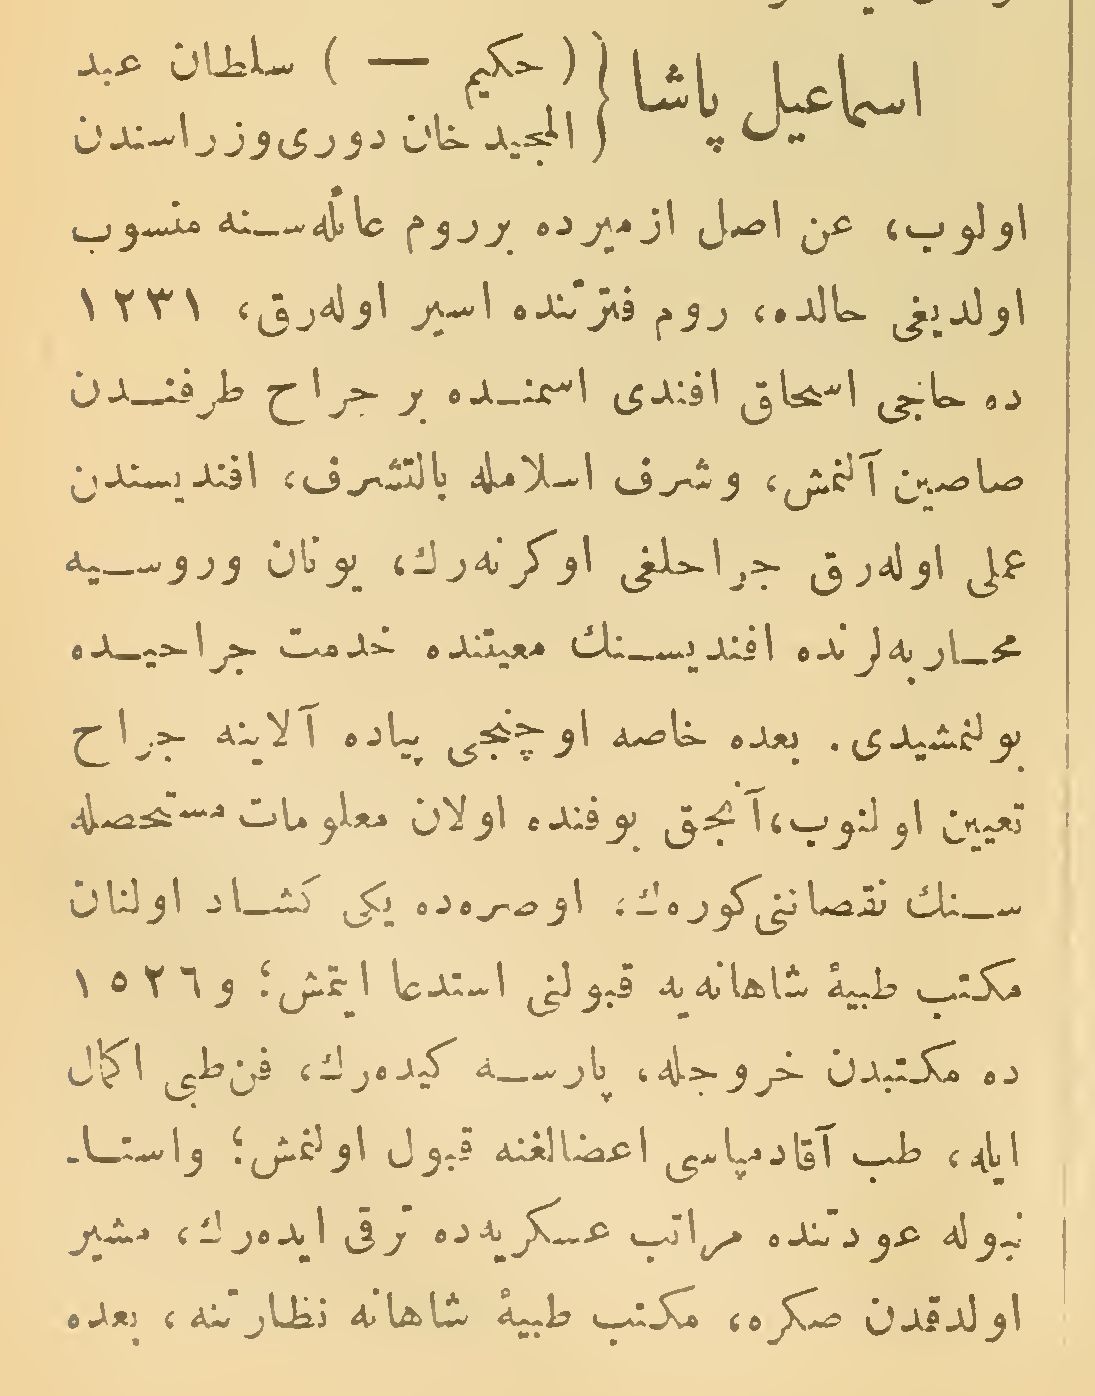 اسماعیل پاشا { ( حکیم — ) سلطان عبد
المجید خان دوری وزراسندن
اولوب، عن اصل ازمیرده بر روم عائله‌سنه منسوب
اولدیغی حالده، روم فترتنده اسیر اوله‌رق، ١٢٣١
ده حاجی اسحاق افندی اسمنده بر جراح طرفندن
صاصین آلنمش، و شرف اسلامله بالتشرف، افندیسندن
عملی اوله‌رق جراحلغی اوکرنه‌رك، یونان وروسیه
محاربه‌لرنده افندیسنك معیتنده خدمت جراحیده
بولنمشیدی. بعده خاصه اوچنجی پیاده آلاینه جراح
تعیین اولنوب، آنجق بوفنده اولان معلومات مستحصله
سنك نقصاننی کوره‌رك، اوصره‌ده یکی کشاد اولنان
مکتب طبیهٔ شاهانه‌یه قبولنی استدعا ایتمش؛ و ١٥٢٦
ده مکتبدن خروجله، پارسه کیده‌رك، فن طبی اکمال
ایله، طب آقادمیاسی اعضالغنه قبول اولنمش؛ واستا-
نبوله عودتنده مراتب عسکریه‌ده ترقی ایده‌رك، مشیر
اولدقدن صکره، مکتب طبیهٔ شاهانه نظارتنه، بعده